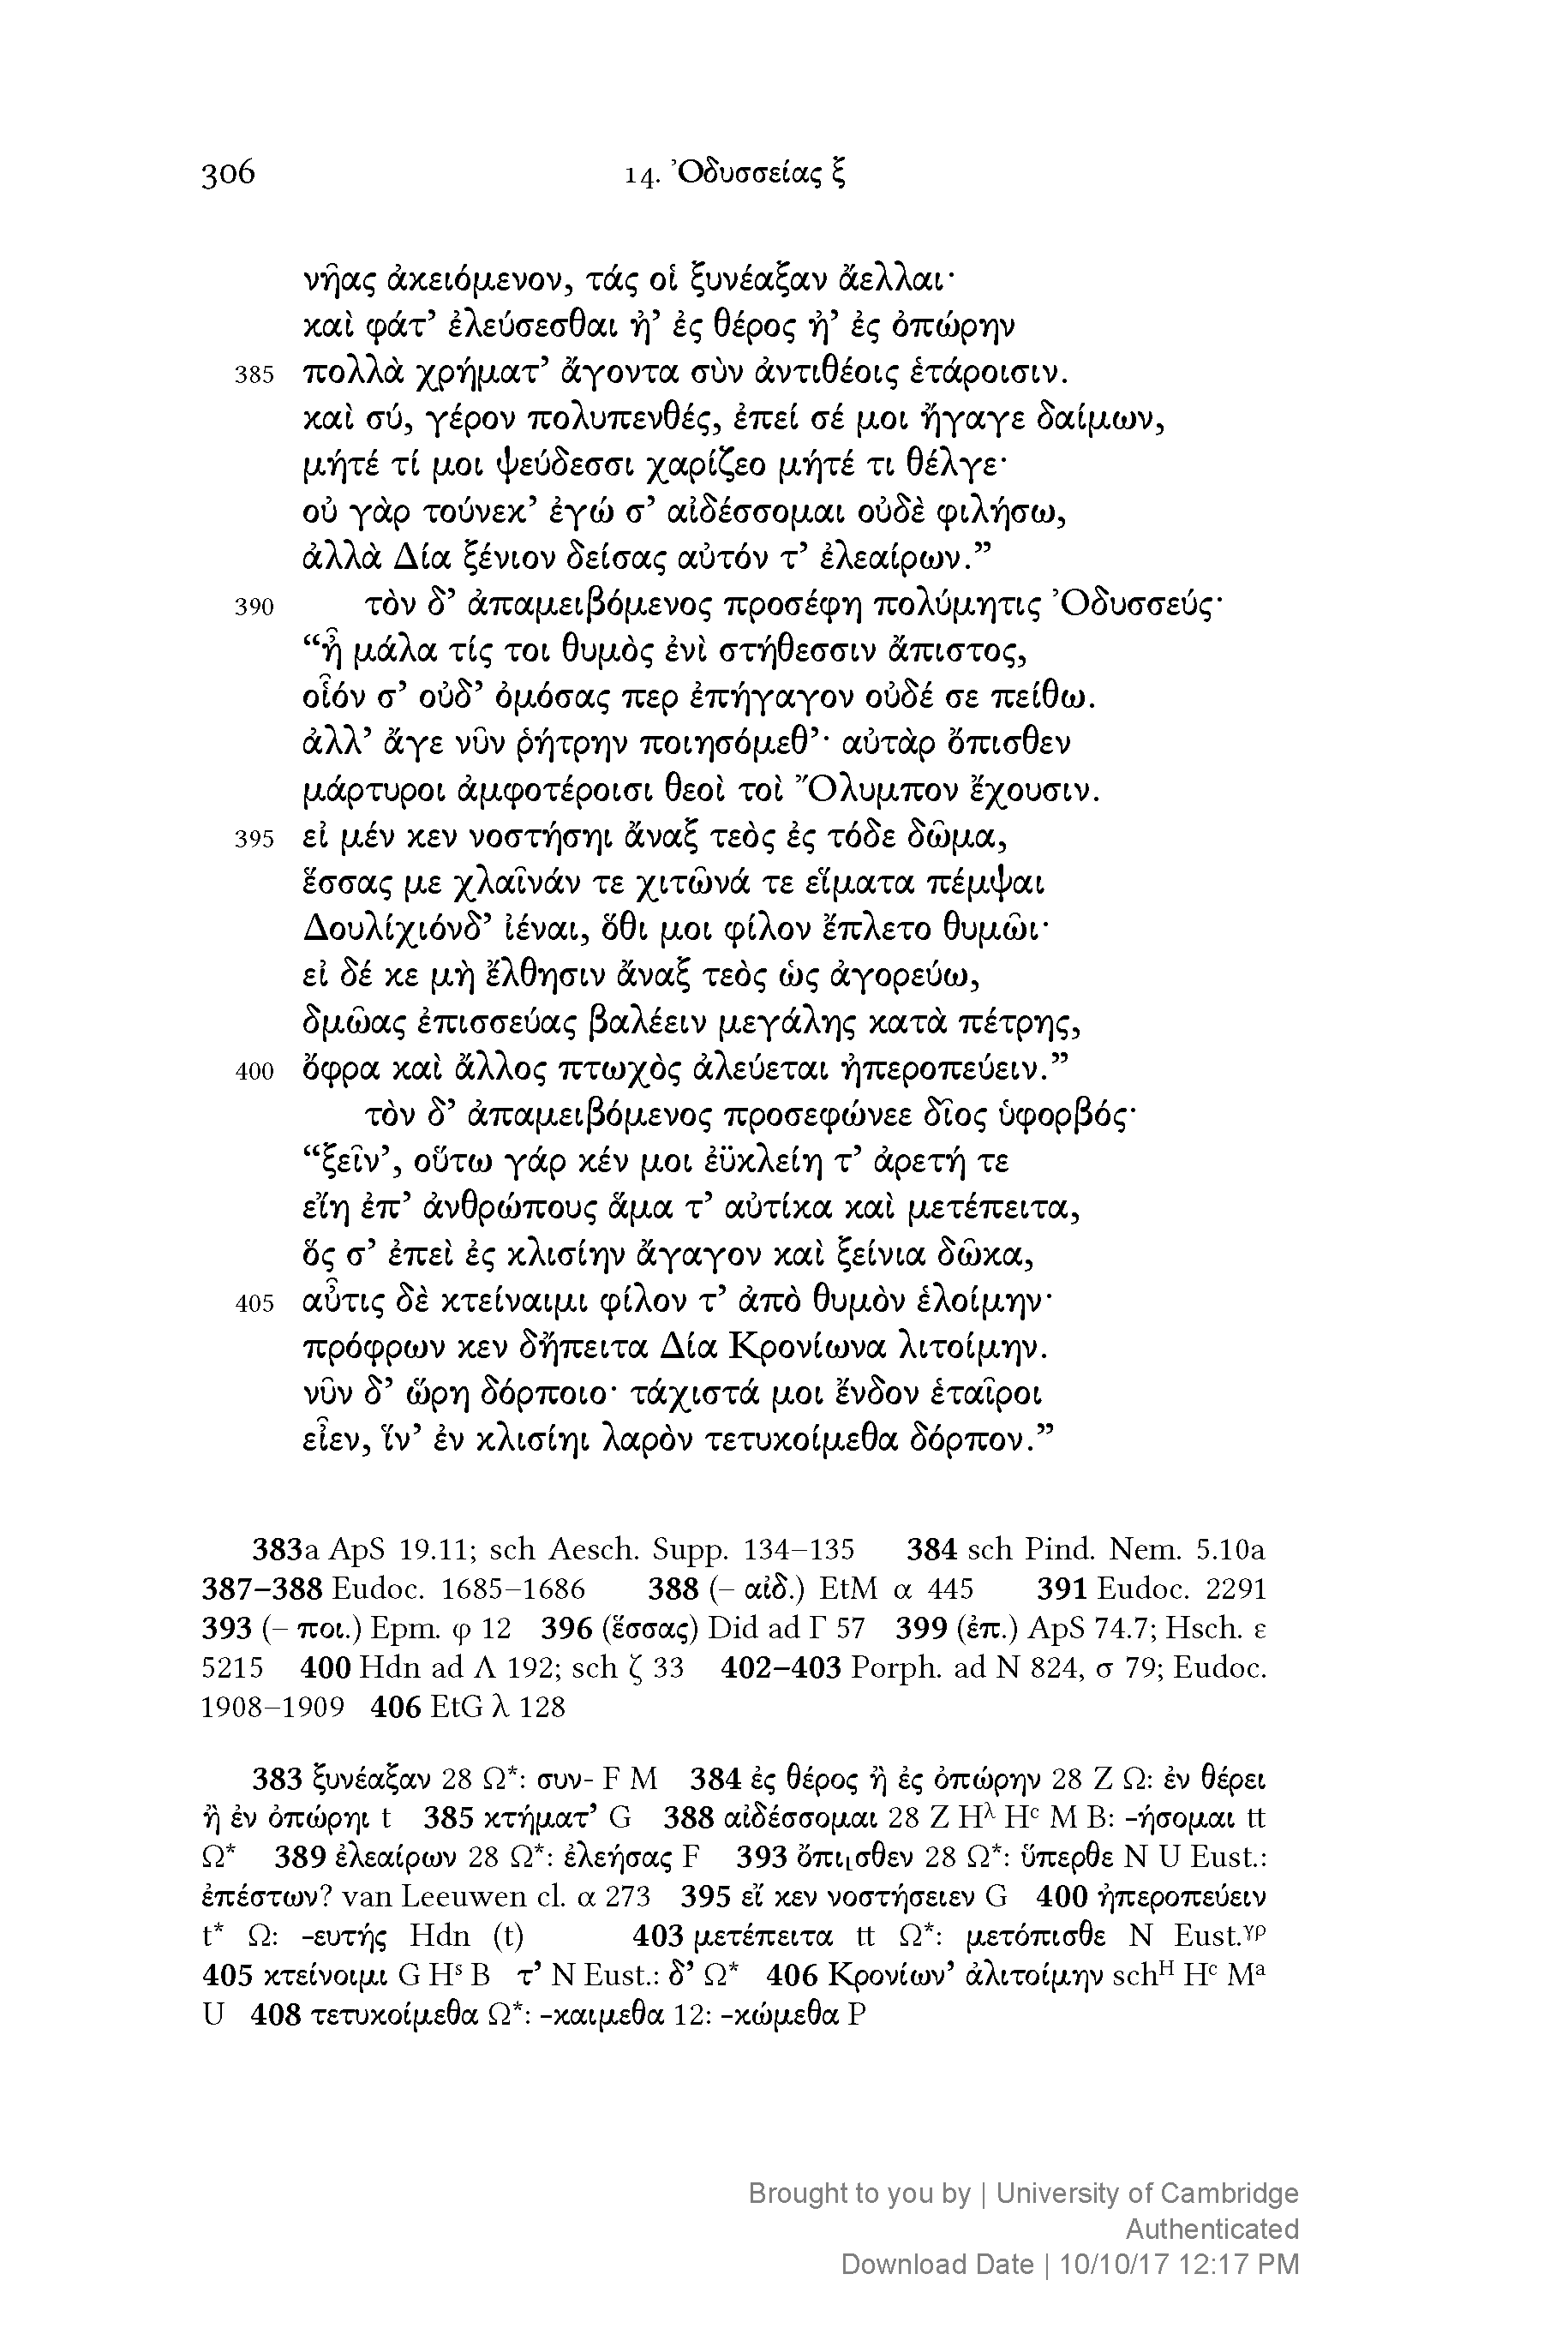 306 14. Ὀδυσσείας ξ
νῆας ἀκειόμενον, τάς οἱ ξυνέαξαν ἄελλαι·
καὶ φάτ’ ἐλεύσεσθαι ἠ’ ἐς θέρος ἠ’ ἐς ὀπώρην
385 πολλὰ χρήματ’ ἄγοντα σὺν ἀντιθέοις ἑτάροισιν.
καὶ σύ, γέρον πολυπενθές, ἐπεί σέ μοι ἤγαγε δαίμων,
μήτέ τί μοι ψεύδεσσι χαρίζεο μήτέ τι θέλγε·
οὐ γὰρ τούνεκ’ ἐγώ σ’ αἰδέσσομαι οὐδὲ φιλήσω,
ἀλλὰ Δία ξένιον δείσας αὐτόν τ’ ἐλεαίρων.”
390 τὸν δ’ ἀπαμειβόμενος προσέφη πολύμητις Ὀδυσσεύς·
“ἦ μάλα τίς τοι θυμὸς ἐνὶ στήθεσσιν ἄπιστος,
οἷόν σ’ οὐδ’ ὀμόσας περ ἐπήγαγον οὐδέ σε πείθω.
ἀλλ’ ἄγε νῦν ῥήτρην ποιησόμεθ’· αὐτὰρ ὄπισθεν
μάρτυροι ἀμφοτέροισι θεοὶ τοὶ Ὄλυμπον ἔχουσιν.
395 εἰ μέν κεν νοστήσηι ἄναξ τεὸς ἐς τόδε δῶμα,
ἕσσας με χλαῖνάν τε χιτῶνά τε εἵματα πέμψαι
Δουλίχιόνδ’ ἰέναι, ὅθι μοι φίλον ἔπλετο θυμῶι·
εἰ δέ κε μὴ ἔλθησιν ἄναξ τεὸς ὡς ἀγορεύω,
δμῶας ἐπισσεύας βαλέειν μεγάλης κατὰ πέτρης,
400 ὄφρα καὶ ἄλλος πτωχὸς ἀλεύεται ἠπεροπεύειν.”
τὸν δ’ ἀπαμειβόμενος προσεφώνεε δῖος ὑφορβός·
“ξεῖν’, οὕτω γάρ κέν μοι ἐϋκλείη τ’ ἀρετή τε
εἴη ἐπ’ ἀνθρώπους ἅμα τ’ αὐτίκα καὶ μετέπειτα,
ὅς σ’ ἐπεὶ ἐς κλισίην ἄγαγον καὶ ξείνια δῶκα,
405 αὖτις δὲ κτείναιμι φίλον τ’ ἀπὸ θυμὸν ἑλοίμην·
πρόφρων κεν δἤπειτα Δία Κρονίωνα λιτοίμην.
νῦν δ’ ὥρη δόρποιο· τάχιστά μοι ἔνδον ἑταῖροι
εἶεν, ἵν’ ἐν κλισίηι λαρὸν τετυκοίμεθα δόρπον.”
383a ApS 19.11; sch Aesch. Supp. 134–135 384 sch Pind. Nem. 5.10a
387–388 Eudoc. 1685–1686 388 (– αἰδ.) EtM α 445 391 Eudoc. 2291
393 (– ποι.) Epm. φ 12 396 (ἕσσας) Did ad Γ 57 399 (ἐπ.) ApS 74.7; Hsch. ε
5215 400 Hdn ad Λ 192; sch ζ 33 402–403 Porph. ad N 824, σ 79; Eudoc.
1908–1909 406 EtG λ 128
383 ξυνέαξαν 28 Ω*: συν- F M 384 ἐς θέρος ἢ ἐς ὀπώρην 28 Z Ω: ἐν θέρει
ἢ ἐν ὀπώρηι t 385 κτήματ’ G 388 αἰδέσσομαι 28 Z Hᵏ Hᶜ M B: -ήσομαι tt
Ω* 389 ἐλεαίρων 28 Ω*: ἐλεήσας F 393 ὄπι⟦σθεν 28 Ω*: ὕπερθε N U Eust.:
ἐπέστων? van Leeuwen cl. α 273 395 εἴ κεν νοστήσειεν G 400 ἠπεροπεύειν
t* Ω: -ευτής Hdn (t) 403 μετέπειτα tt Ω*: μετόπισθε N Eust.ᵞᵖ
405 κτείνοιμι G Hˢ B τ’ N Eust.: δ’ Ω* 406 Κρονίων’ ἀλιτοίμην schᴴ Hᶜ Mᵃ
U 408 τετυκοίμεθα Ω*: -καιμεθα 12: -κώμεθα P
Brought to you by | University of Cambridge
Authenticated
Download Date | 10/10/17 12:17 PM